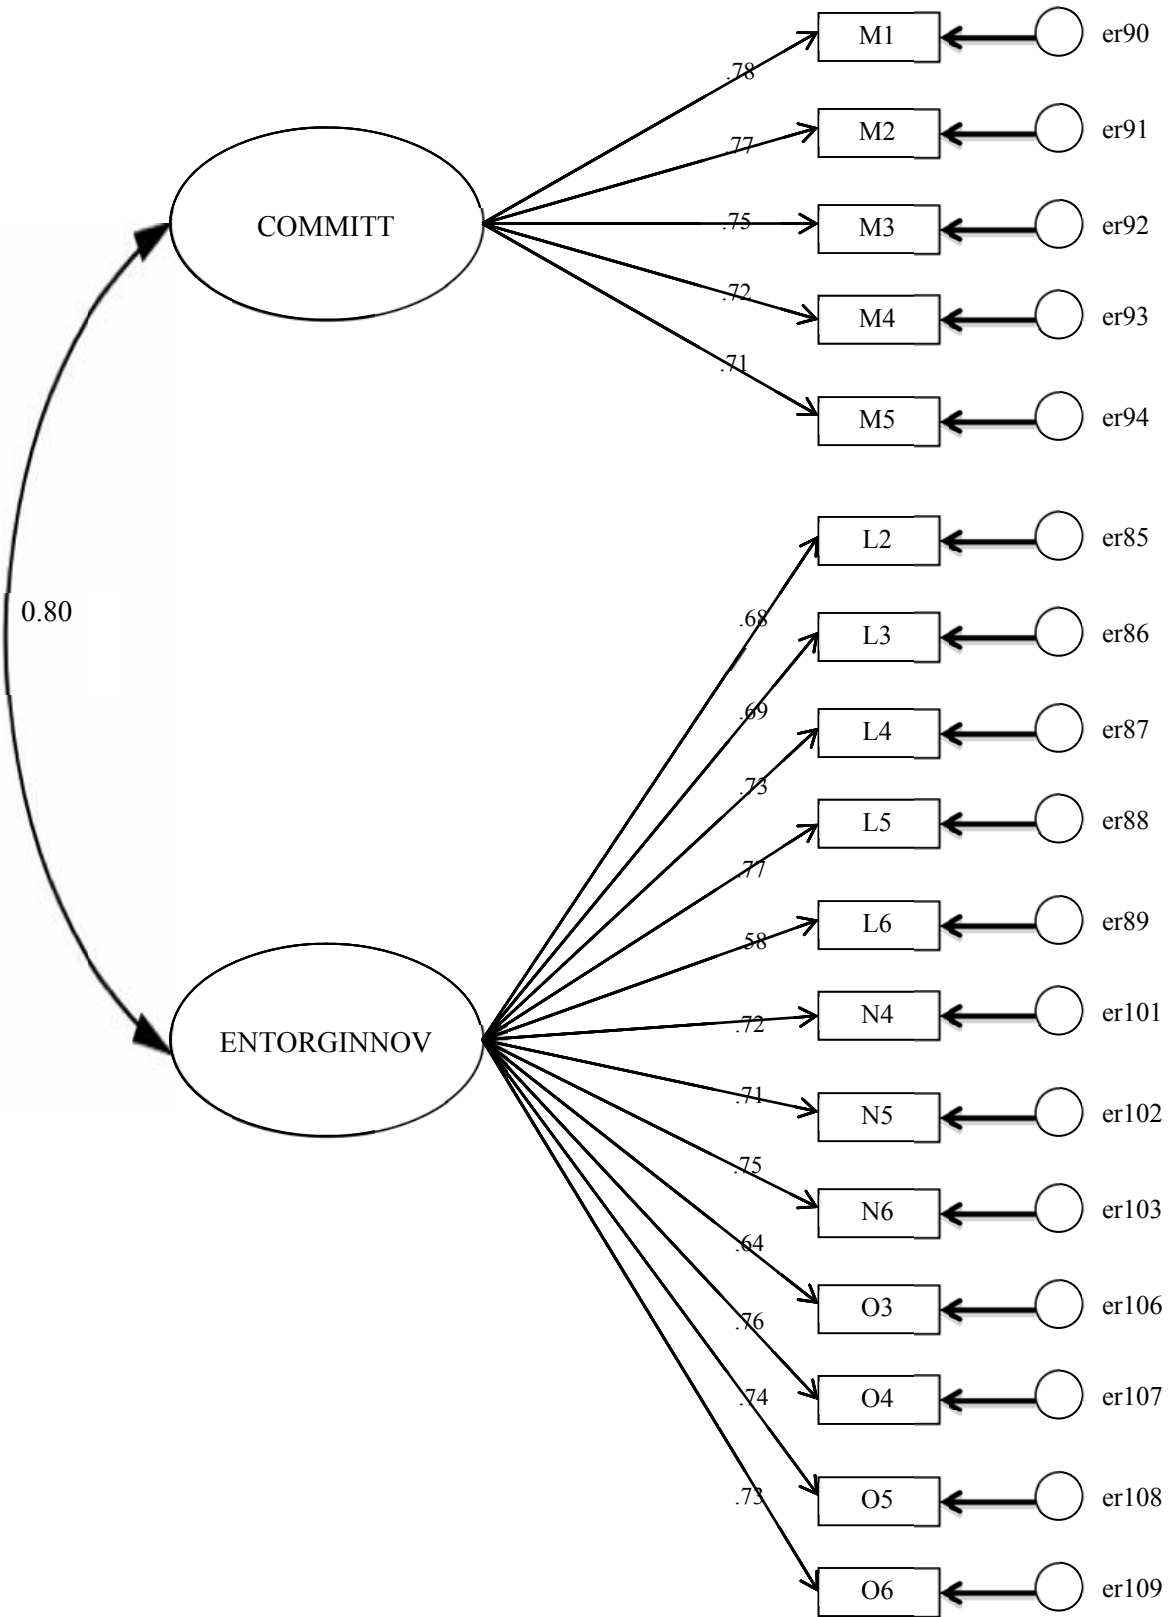 M1 er90
.78
M2 er91
.77
COMMITT
.75 M3 er92
.72
M4 er93
.71
M5 er94
L2 er85
0.80
.68
L3 er86
.69
L4 er87
.73
L5 er88
.77
L6 er89
.58
N4 er101
.72
ENTORGINNOV
.71
N5 er102
.75
N6 er103
.64
O3 er106
.76
O4 er107
.74
O5 er108
.73
O6 er109